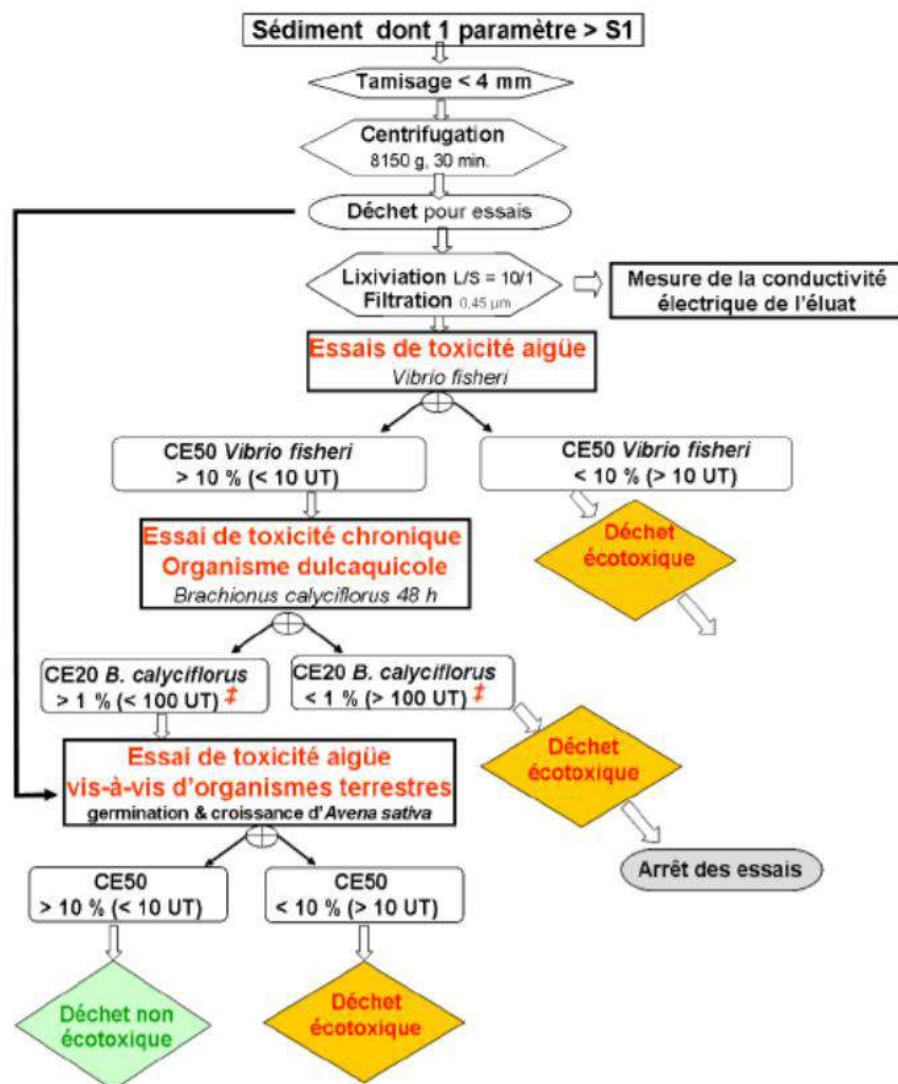 Sédiment dont 1 paramètre > S1
Tamisage < 4 mm
Centrifugation
8150 g, 30 min.
Déchet pour essais
Lixiviation L/S = 10/1
Filtration 0,45 µm
Mesure de la conductivité
électrique de l'éluat
Essais de toxicité aigüe
Vibrio fisheri
CE50 Vibrio fisheri
> 10 % (< 10 UT)
CE50 Vibrio fisheri
< 10 % (> 10 UT)
Déchet
écotoxique
Essai de toxicité chronique
Organisme dulcaquicole
Brachionus calyciflorus 48 h
CE20 B. calyciflorus
> 1 % (< 100 UT) ‡
CE20 B. calyciflorus
< 1 % (> 100 UT) ‡
Déchet
écotoxique
Essai de toxicité aigüe
vis-à-vis d'organismes terrestres
germination & croissance d'Avena sativa
Arrêt des essais
CE50
> 10 % (< 10 UT)
CE50
< 10 % (> 10 UT)
Déchet non
écotoxique
Déchet
écotoxique